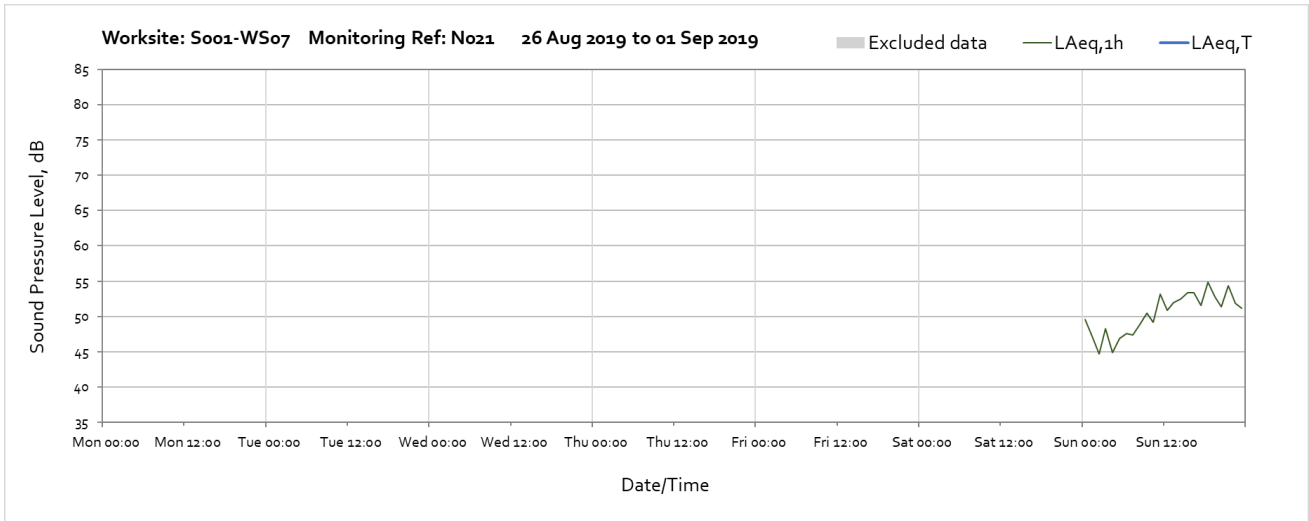 Worksite: S001-WS07 Monitoring Ref: N021 26 Aug 2019 to 01 Sep 2019
Excluded data LAeq,1h LAeq,T
85
80
75
70
65
60
55
50
45
40
35
Sound Pressure Level, dB
Mon 00:00 Mon 12:00 Tue 00:00 Tue 12:00 Wed 00:00 Wed 12:00 Thu 00:00 Thu 12:00 Fri 00:00 Fri 12:00 Sat 00:00 Sat 12:00 Sun 00:00 Sun 12:00
Date/Time